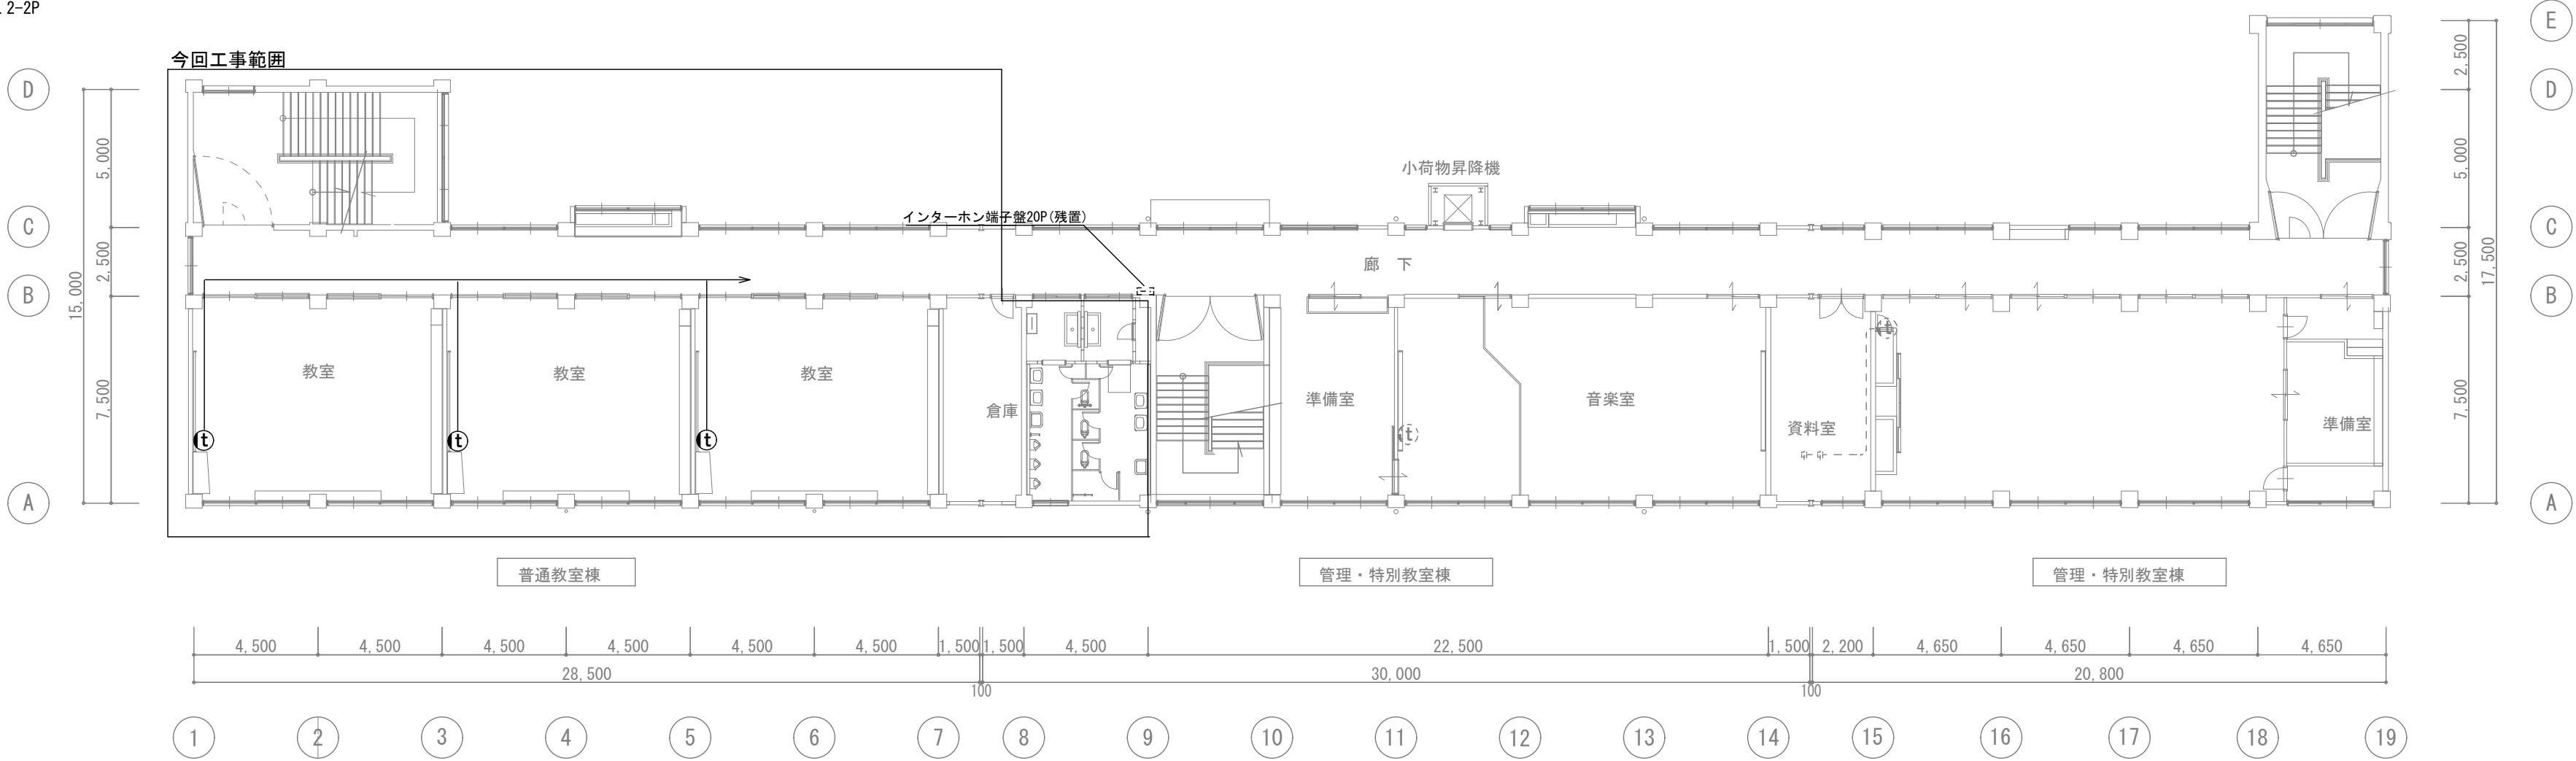 2-2P
今回工事範囲
E
2,500
D
D
5,000
5,000
小荷物昇降機
インターホン端子盤20P(残置)
C
C
2,500
廊 下
2,500
17,500
15,000
B
B
7,500
教室
教室
教室
倉庫
準備室
音楽室
資料室
準備室
7,500
t
t
t
t
t
A
A
普通教室棟
管理・特別教室棟
管理・特別教室棟
4,500
4,500
4,500
4,500
4,500
4,500
1,500
1,500
4,500
22,500
1,500
2,200
4,650
4,650
4,650
4,650
28,500
30,000
20,800
100
100
1
2
3
4
5
6
7
8
9
10
11
12
13
14
15
16
17
18
19